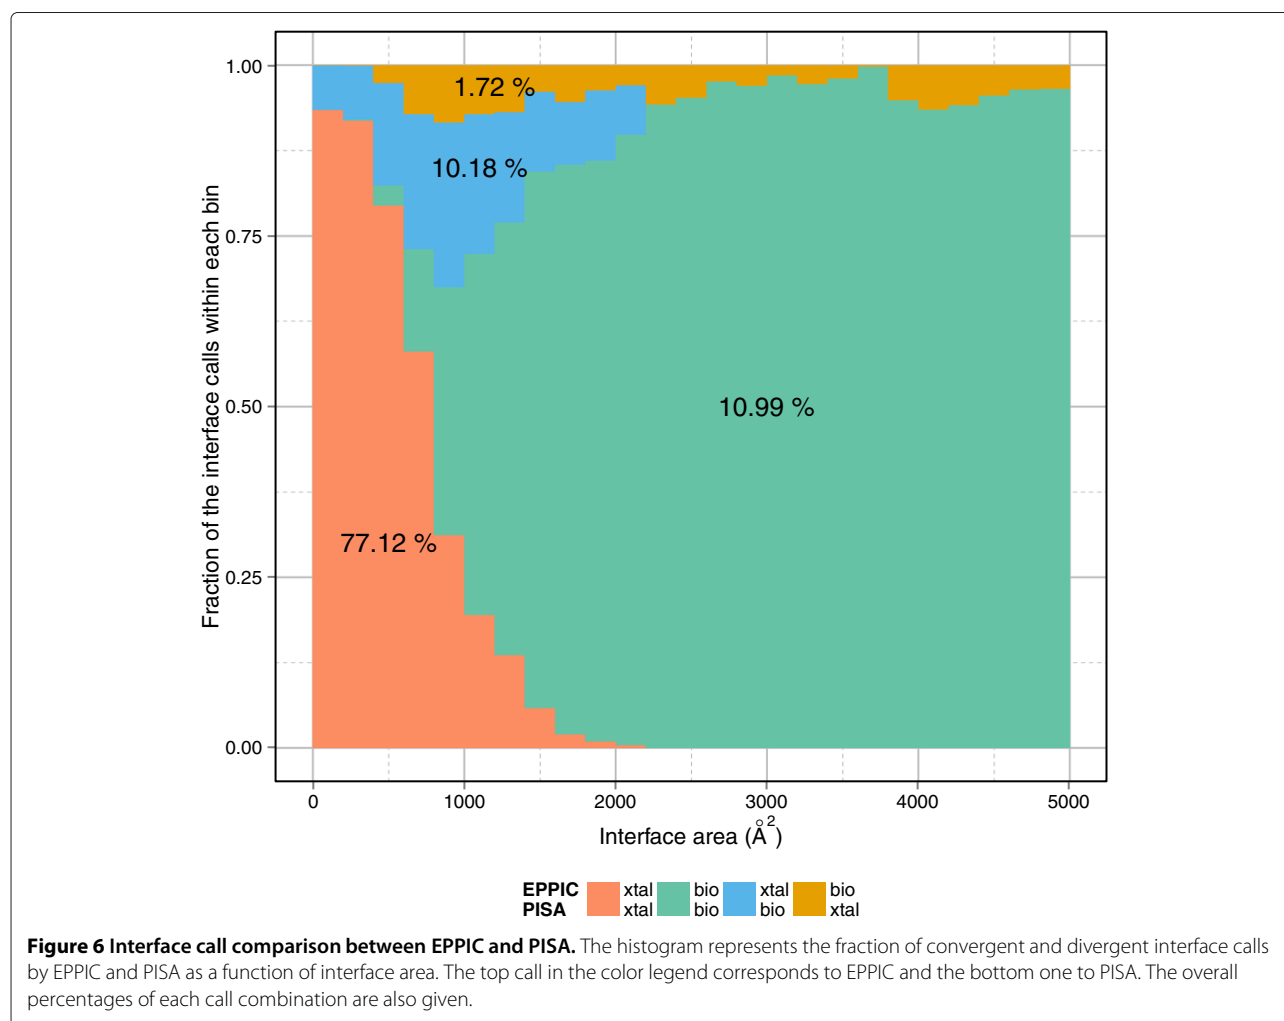 1.00
1.72 %
10.18 %
0.75
Fraction of the interface calls within each bin
0.50
10.99 %
77.12 %
0.25
0.00
0 1000 2000 3000 4000 5000
Interface area (Å²)
EPPIC xtal bio xtal bio
PISA xtal bio bio xtal
Figure 6 Interface call comparison between EPPIC and PISA. The histogram represents the fraction of convergent and divergent interface calls
by EPPIC and PISA as a function of interface area. The top call in the color legend corresponds to EPPIC and the bottom one to PISA. The overall
percentages of each call combination are also given.